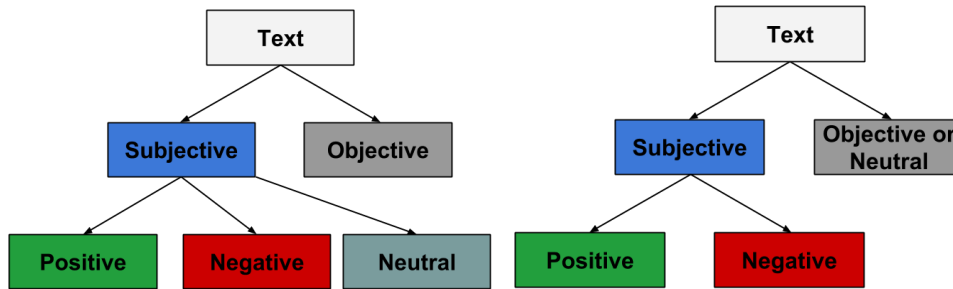 Text
Subjective
Objective
Positive
Negative
Neutral
Text
Subjective
Objective or
Neutral
Positive
Negative